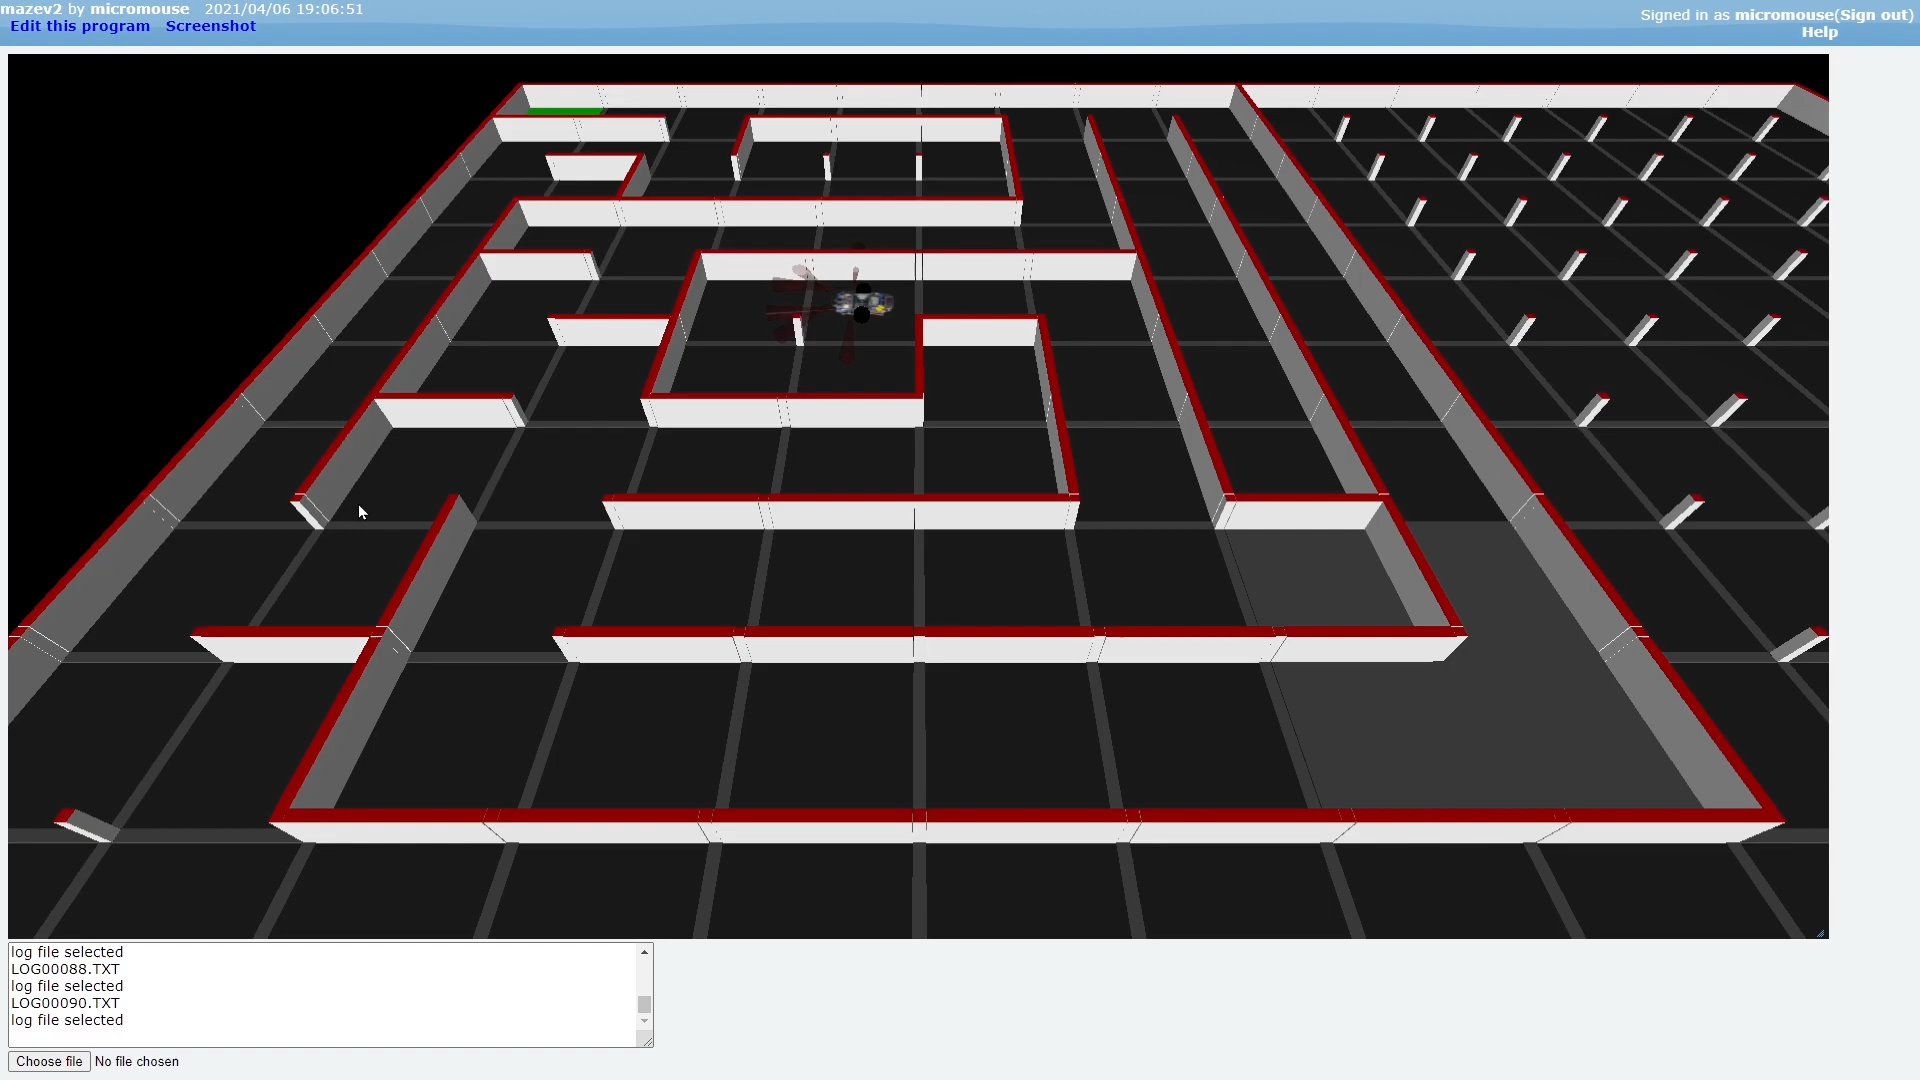 mazev2 by micromouse 2021/04/06 19:06:51
Edit this program Screenshot
Signed in as micromouse(Sign out)
Help
log file selected
LOG00088.TXT
log file selected
LOG00090.TXT
log file selected
Choose file No file chosen